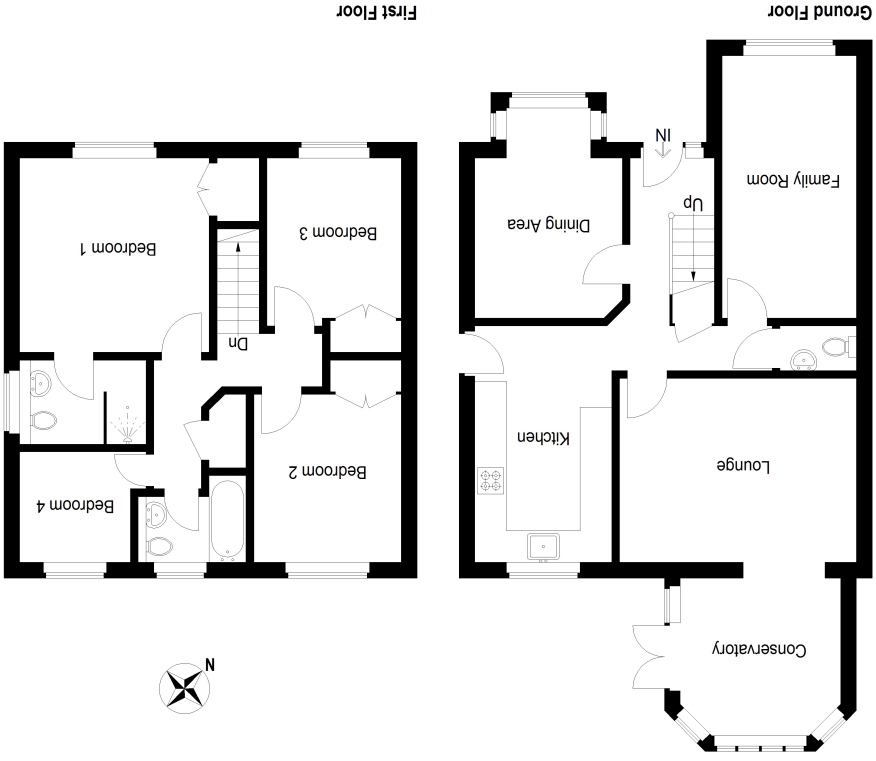 Conservatory
Lounge
Kitchen
Family Room
Up
IN
Dining Area
Ground Floor
N
Bedroom 2
Bedroom 4
Dn
Bedroom 3
Bedroom 1
First Floor